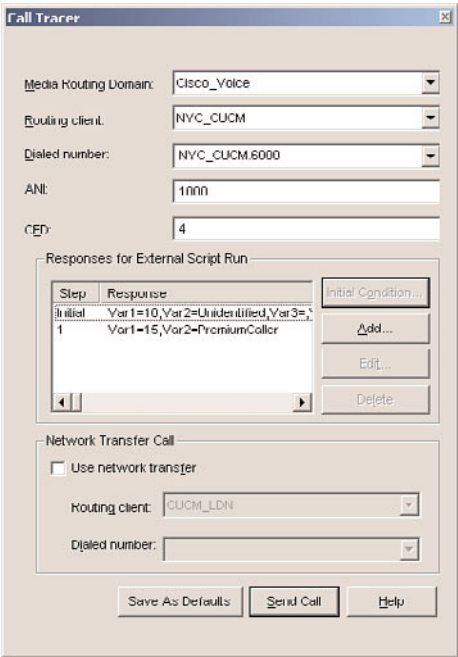 Call Tracer
Media Routing Domain: Cisco_Voice
Routing client: NYC_CUCM
Dialed number: NYC_CUCM.6000
ANI: 1000
CED: 4
Responses for External Script Run
Step Response
Initial Var1=10,Var2=Unidentified,Var3=,
1 Var1=15,Var2=PremiumCaller
Initial Condition...
Add...
Edit...
Delete
Network Transfer Call
Use network transfer
Routing client: CUCM_LDN
Dialed number:
Save As Defaults Send Call Help